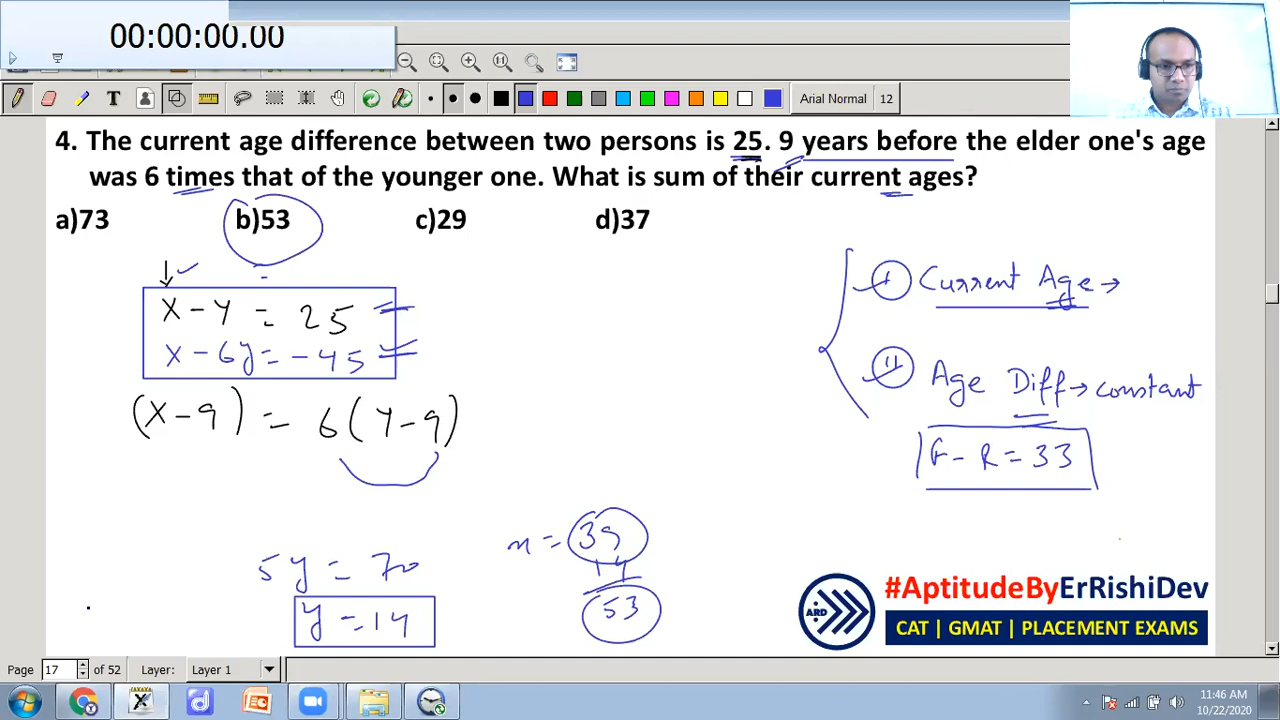 00:00:00.00
Arial Normal 12
4. The current age difference between two persons is 25. 9 years before the elder one's age
was 6 times that of the younger one. What is sum of their current ages?
a)73 b)53 c)29 d)37
X - Y = 25
X - 6y = -45
(X - 9) = 6(Y - 9)
5y = 70
y = 14
x = 39
14
53
I Current Age →
II Age Diff → constant
F - R = 33
ARD
#AptitudeByErRishiDev
CAT | GMAT | PLACEMENT EXAMS
Page 17 of 52 Layer: Layer 1
11:46 AM
10/22/2020